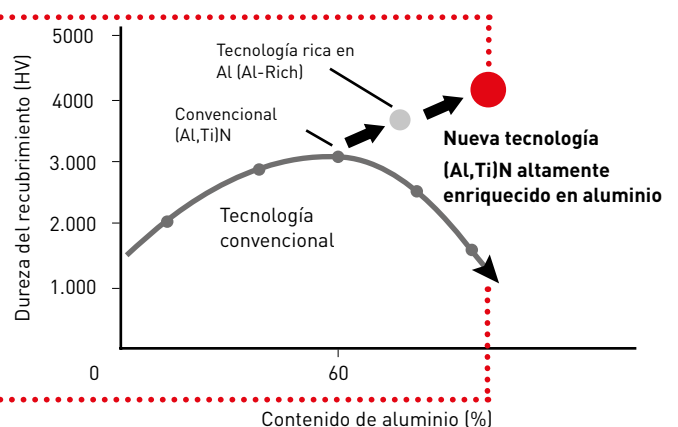 Dureza del recubrimiento (HV)
5000
4000
3.000
2.000
1.000
0
60
Contenido de aluminio (%)
Tecnología rica en
Al (Al-Rich)
Convencional
(Al,Ti)N
Nueva tecnología
(Al,Ti)N altamente
enriquecido en aluminio
Tecnología
convencional